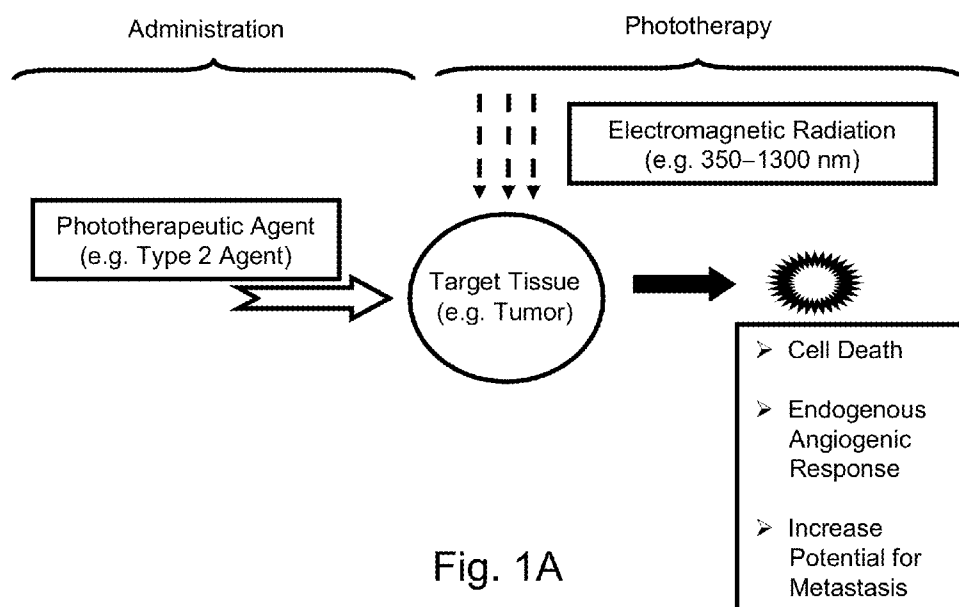 Administration
Phototherapy
Electromagnetic Radiation
(e.g. 350–1300 nm)
Phototherapeutic Agent
(e.g. Type 2 Agent)
Target Tissue
(e.g. Tumor)
➢ Cell Death
➢ Endogenous
Angiogenic
Response
➢ Increase
Potential for
Metastasis
Fig. 1A